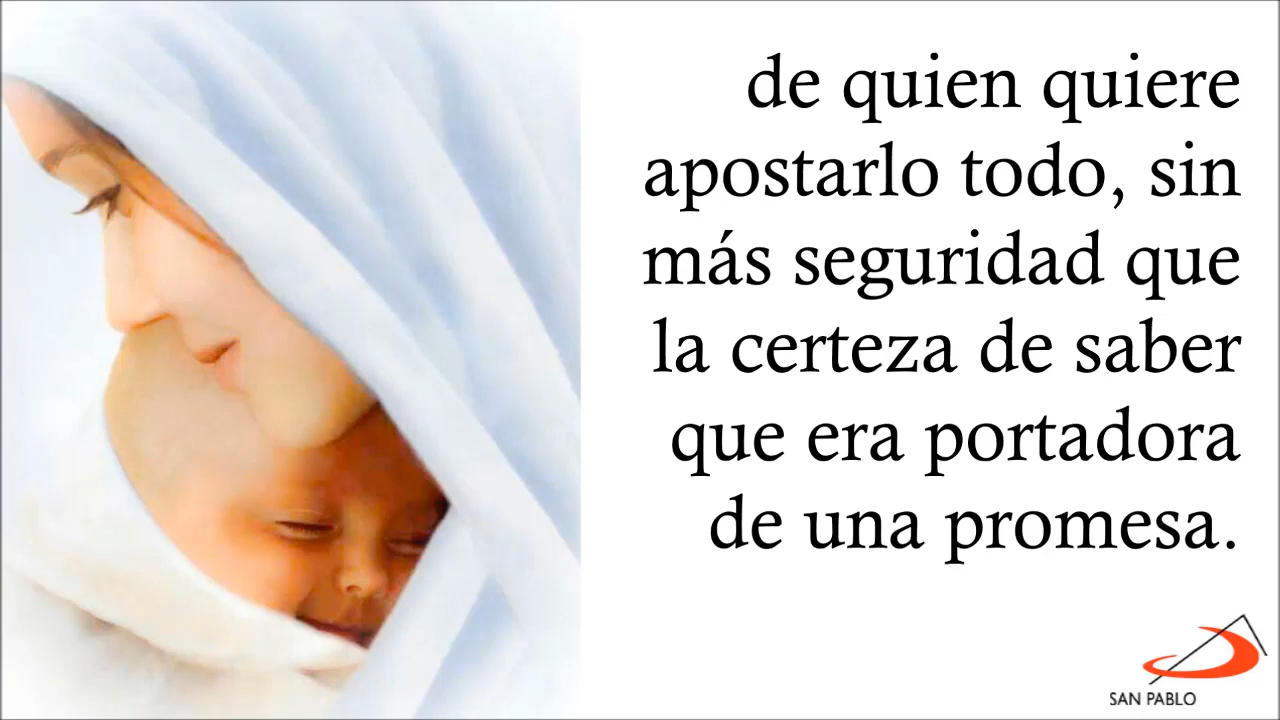 de quien quiere
apostarlo todo, sin
más seguridad que
la certeza de saber
que era portadora
de una promesa.
SAN PABLO